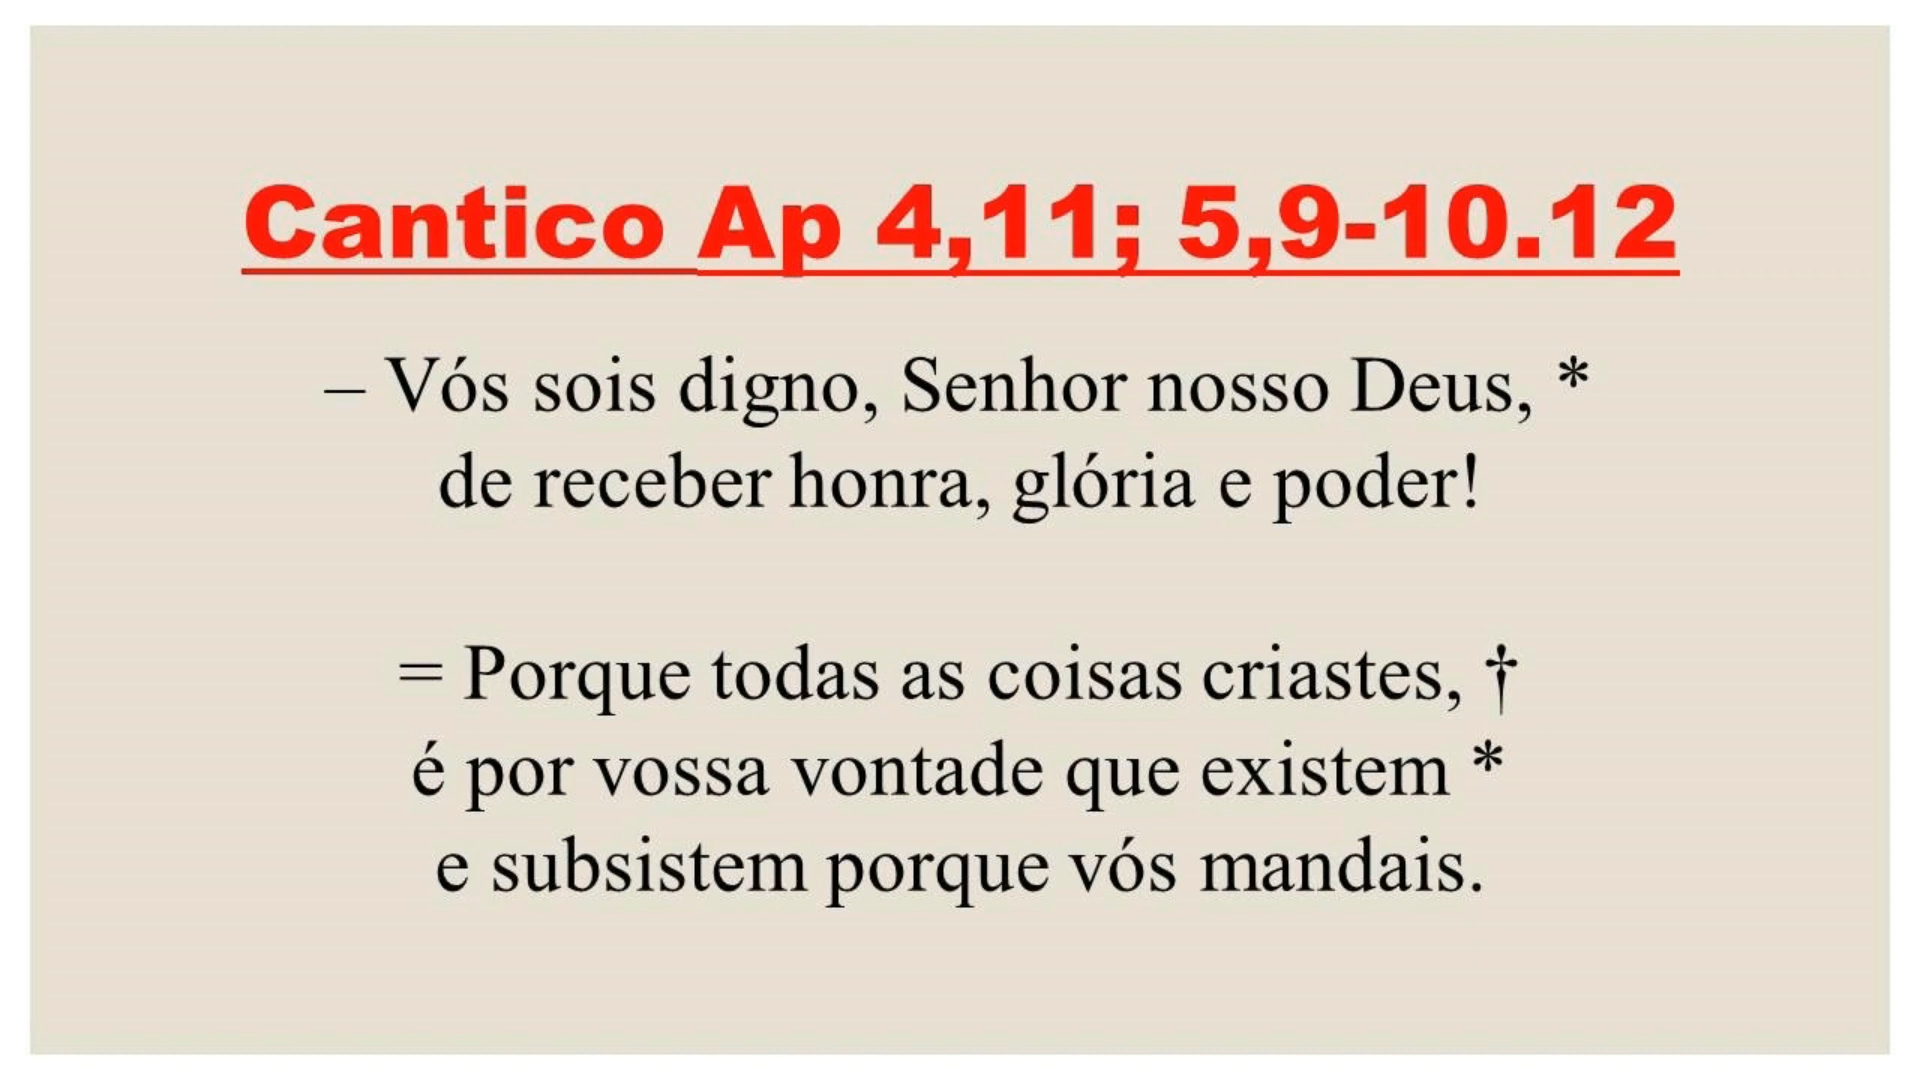 Cantico Ap 4,11; 5,9-10.12
– Vós sois digno, Senhor nosso Deus, *
de receber honra, glória e poder!
= Porque todas as coisas criastes, †
é por vossa vontade que existem *
e subsistem porque vós mandais.